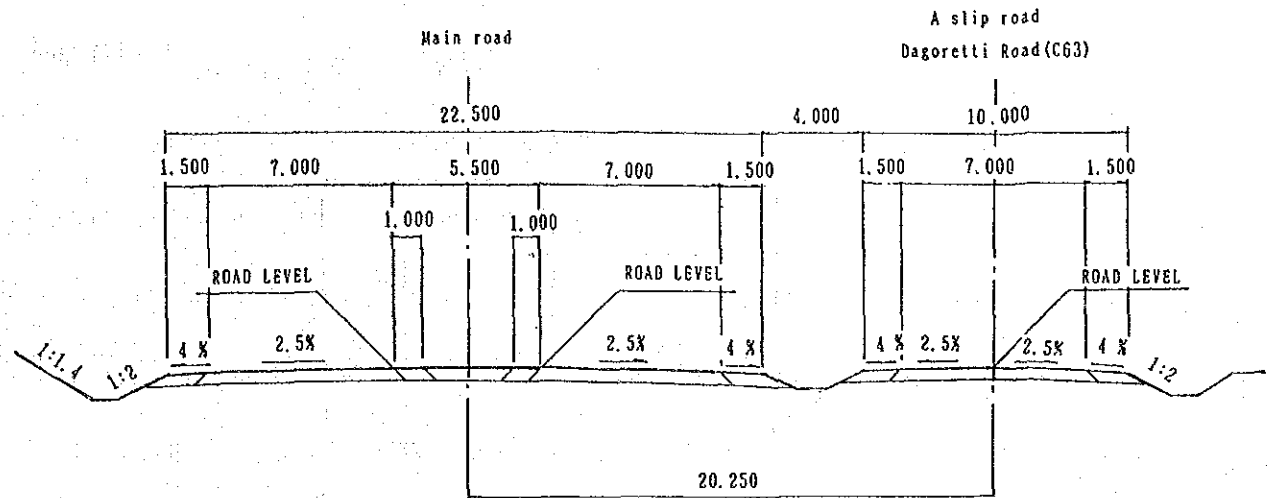 A slip road
Main road
Dagoretti Road(C63)
22.500
4.000
10.000
1.500 7.000 5.500 7.000 1.500 1.500 7.000 1.500
1.000 1.000
ROAD LEVEL ROAD LEVEL ROAD LEVEL
1:1.4 1:2 4 % 2.5% 2.5% 4 % 4 % 2.5% 2.5% 4 % 1:2
20.250